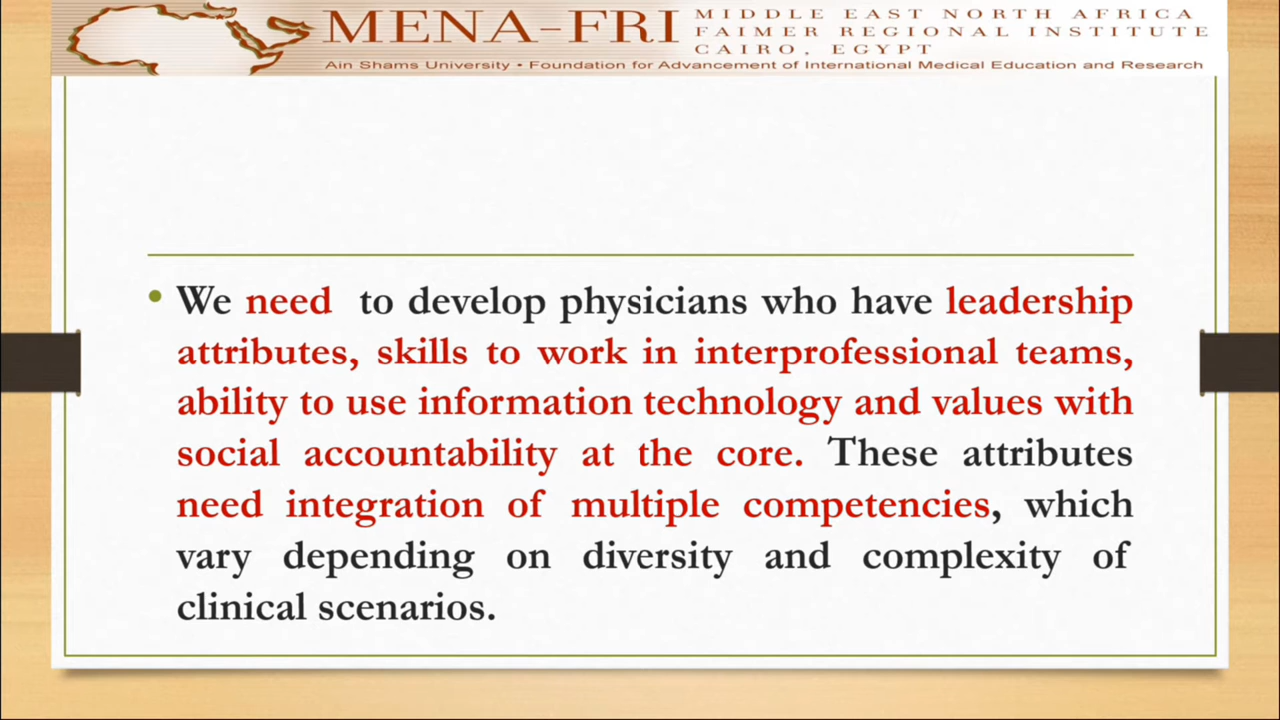 MENA-FRI
MIDDLE EAST NORTH AFRICA
FAIMER REGIONAL INSTITUTE
CAIRO, EGYPT
Ain Shams University • Foundation for Advancement of International Medical Education and Research
• We need to develop physicians who have leadership
attributes, skills to work in interprofessional teams,
ability to use information technology and values with
social accountability at the core. These attributes
need integration of multiple competencies, which
vary depending on diversity and complexity of
clinical scenarios.